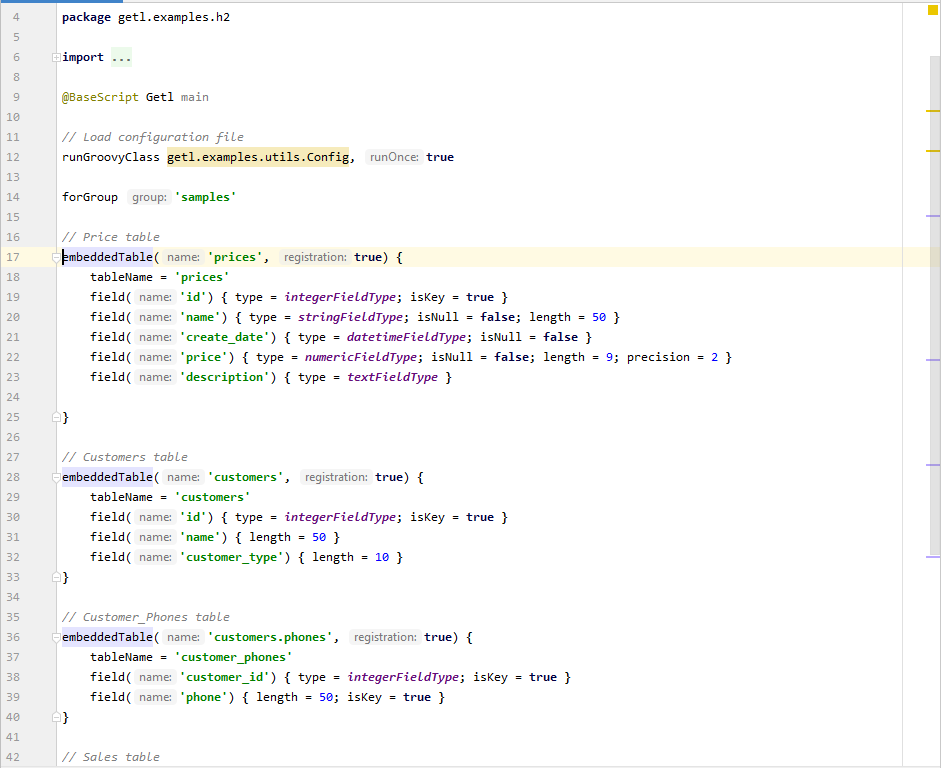 4 package getl.examples.h2
5
6 import ...
8
9 @BaseScript Getl main
10
11 // Load configuration file
12 runGroovyClass getl.examples.utils.Config, runOnce: true
13
14 forGroup group: 'samples'
15
16 // Price table
17 embeddedTable( name: 'prices', registration: true) {
18 tableName = 'prices'
19 field( name: 'id') { type = integerFieldType; isKey = true }
20 field( name: 'name') { type = stringFieldType; isNull = false; length = 50 }
21 field( name: 'create_date') { type = datetimeFieldType; isNull = false }
22 field( name: 'price') { type = numericFieldType; isNull = false; length = 9; precision = 2 }
23 field( name: 'description') { type = textFieldType }
24
25 }
26
27 // Customers table
28 embeddedTable( name: 'customers', registration: true) {
29 tableName = 'customers'
30 field( name: 'id') { type = integerFieldType; isKey = true }
31 field( name: 'name') { length = 50 }
32 field( name: 'customer_type') { length = 10 }
33 }
34
35 // Customer_Phones table
36 embeddedTable( name: 'customers.phones', registration: true) {
37 tableName = 'customer_phones'
38 field( name: 'customer_id') { type = integerFieldType; isKey = true }
39 field( name: 'phone') { length = 50; isKey = true }
40 }
41
42 // Sales table